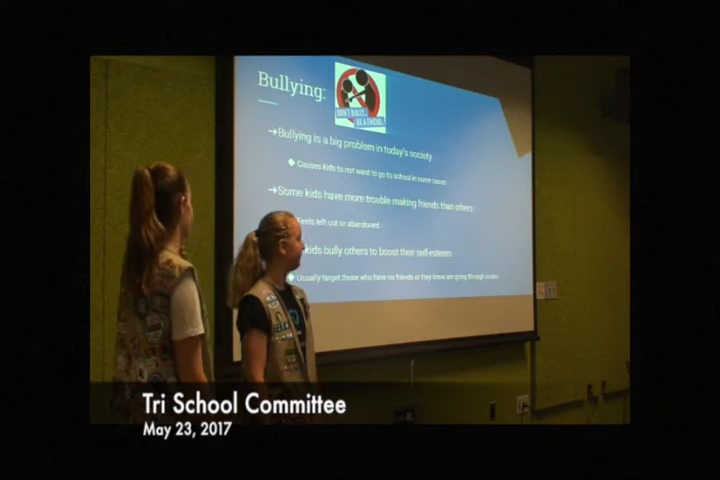 Bullying:
DON'T BULLY...
BE A FRIEND.
➔Bullying is a big problem in today's society
◆ Causes kids to not want to go to school in some cases
➔Some kids have more trouble making friends than others
Feels left out or abandoned
kids bully others to boost their self-esteem
◆ Usually target those who have no friends or they know are going through issues
Tri School Committee
May 23, 2017